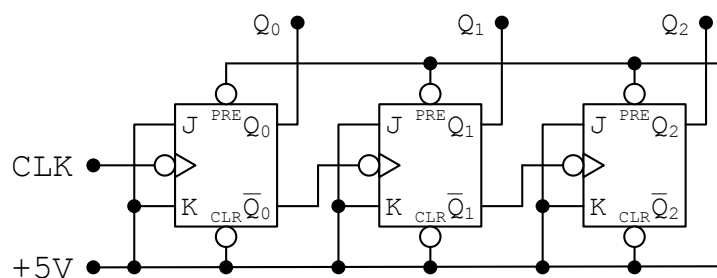 Q0 Q1 Q2
PRE PRE PRE
J Q0 J Q1 J Q2
CLK
K Q̅0 K Q̅1 K Q̅2
CLR CLR CLR
+5V